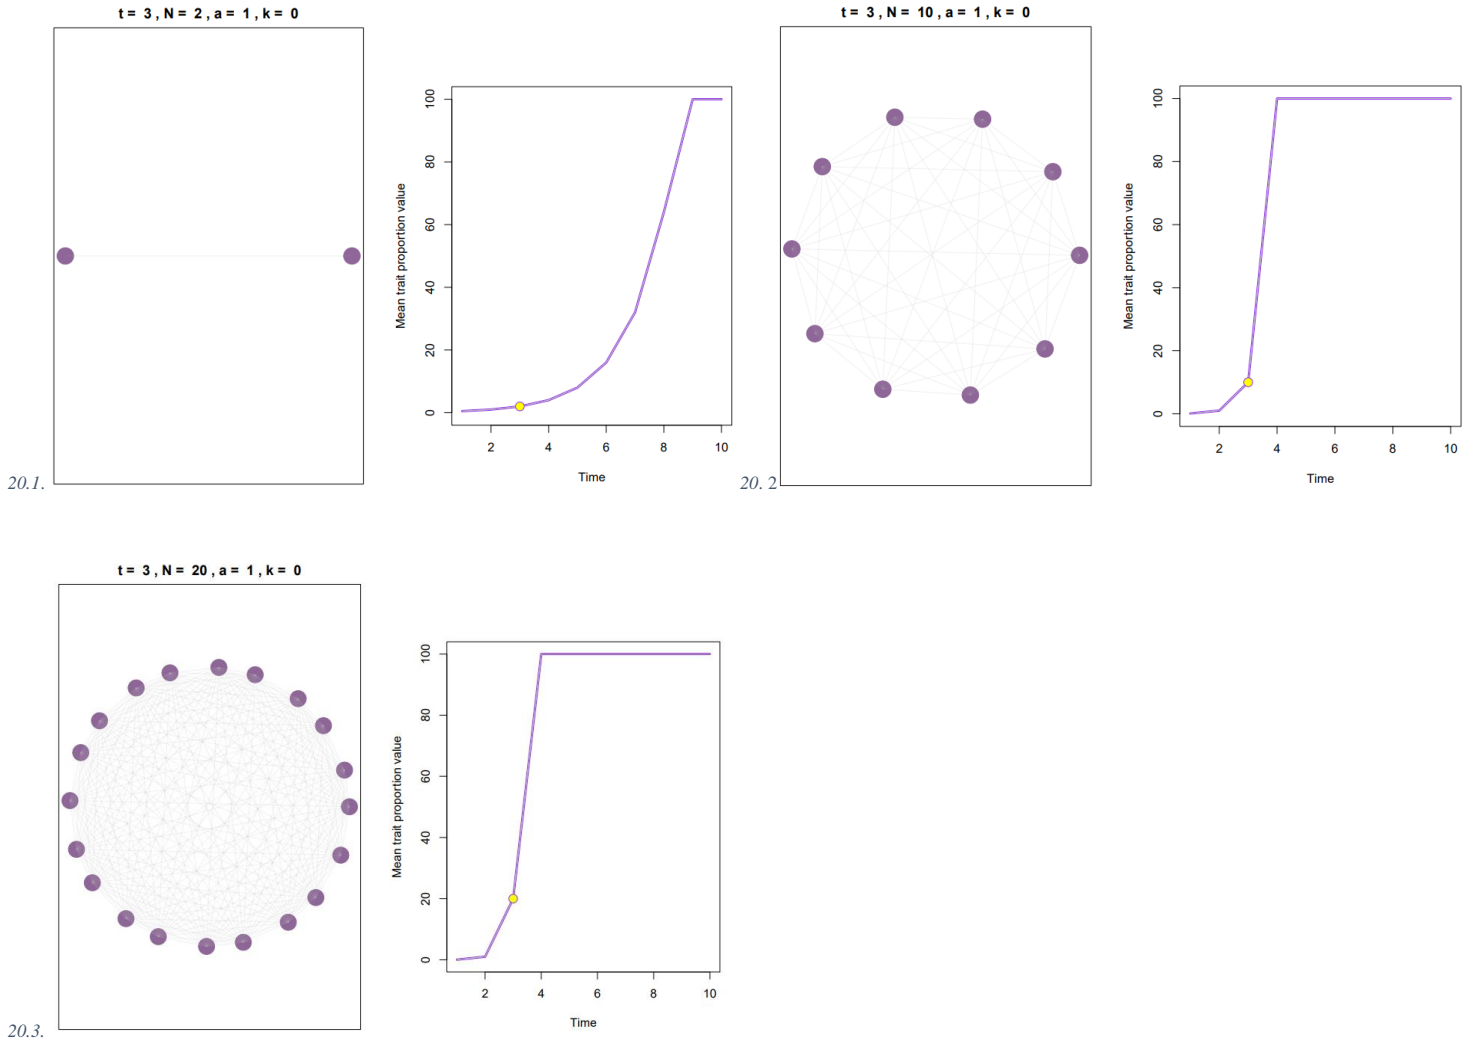 t = 3 , N = 2 , a = 1 , k = 0
Mean trait proportion value
0 20 40 60 80 100
2 4 6 8 10
Time
20.1.
t = 3 , N = 10 , a = 1 , k = 0
Mean trait proportion value
0 20 40 60 80 100
2 4 6 8 10
Time
20. 2
t = 3 , N = 20 , a = 1 , k = 0
Mean trait proportion value
0 20 40 60 80 100
2 4 6 8 10
Time
20.3.